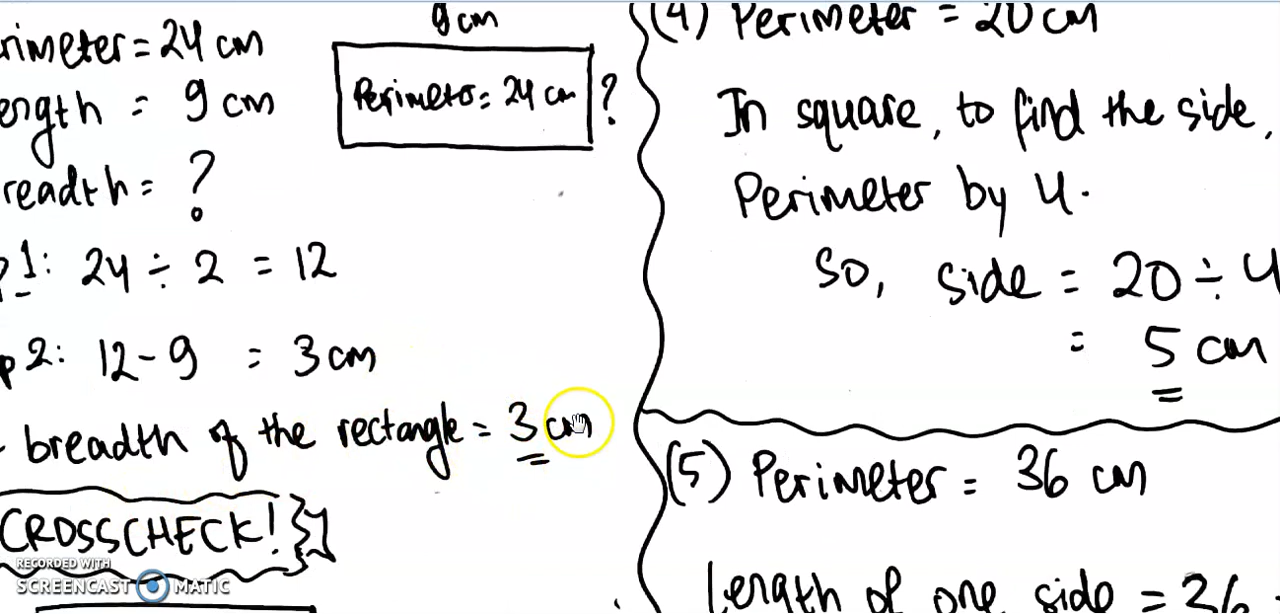 rimeter = 24 cm
ength = 9 cm
readth = ?
p 1: 24 ÷ 2 = 12
p 2: 12 - 9 = 3 cm
breadth of the rectangle = 3 cm
CROSSCHECK!
9 cm
Perimeter = 24 cm
?
(4) Perimeter = 20 cm
In square, to find the side,
Perimeter by 4.
So, side = 20 ÷ 4
= 5 cm
(5) Perimeter = 36 cm
Length of one side = 36
RECORDED WITH
SCREENCAST MATIC